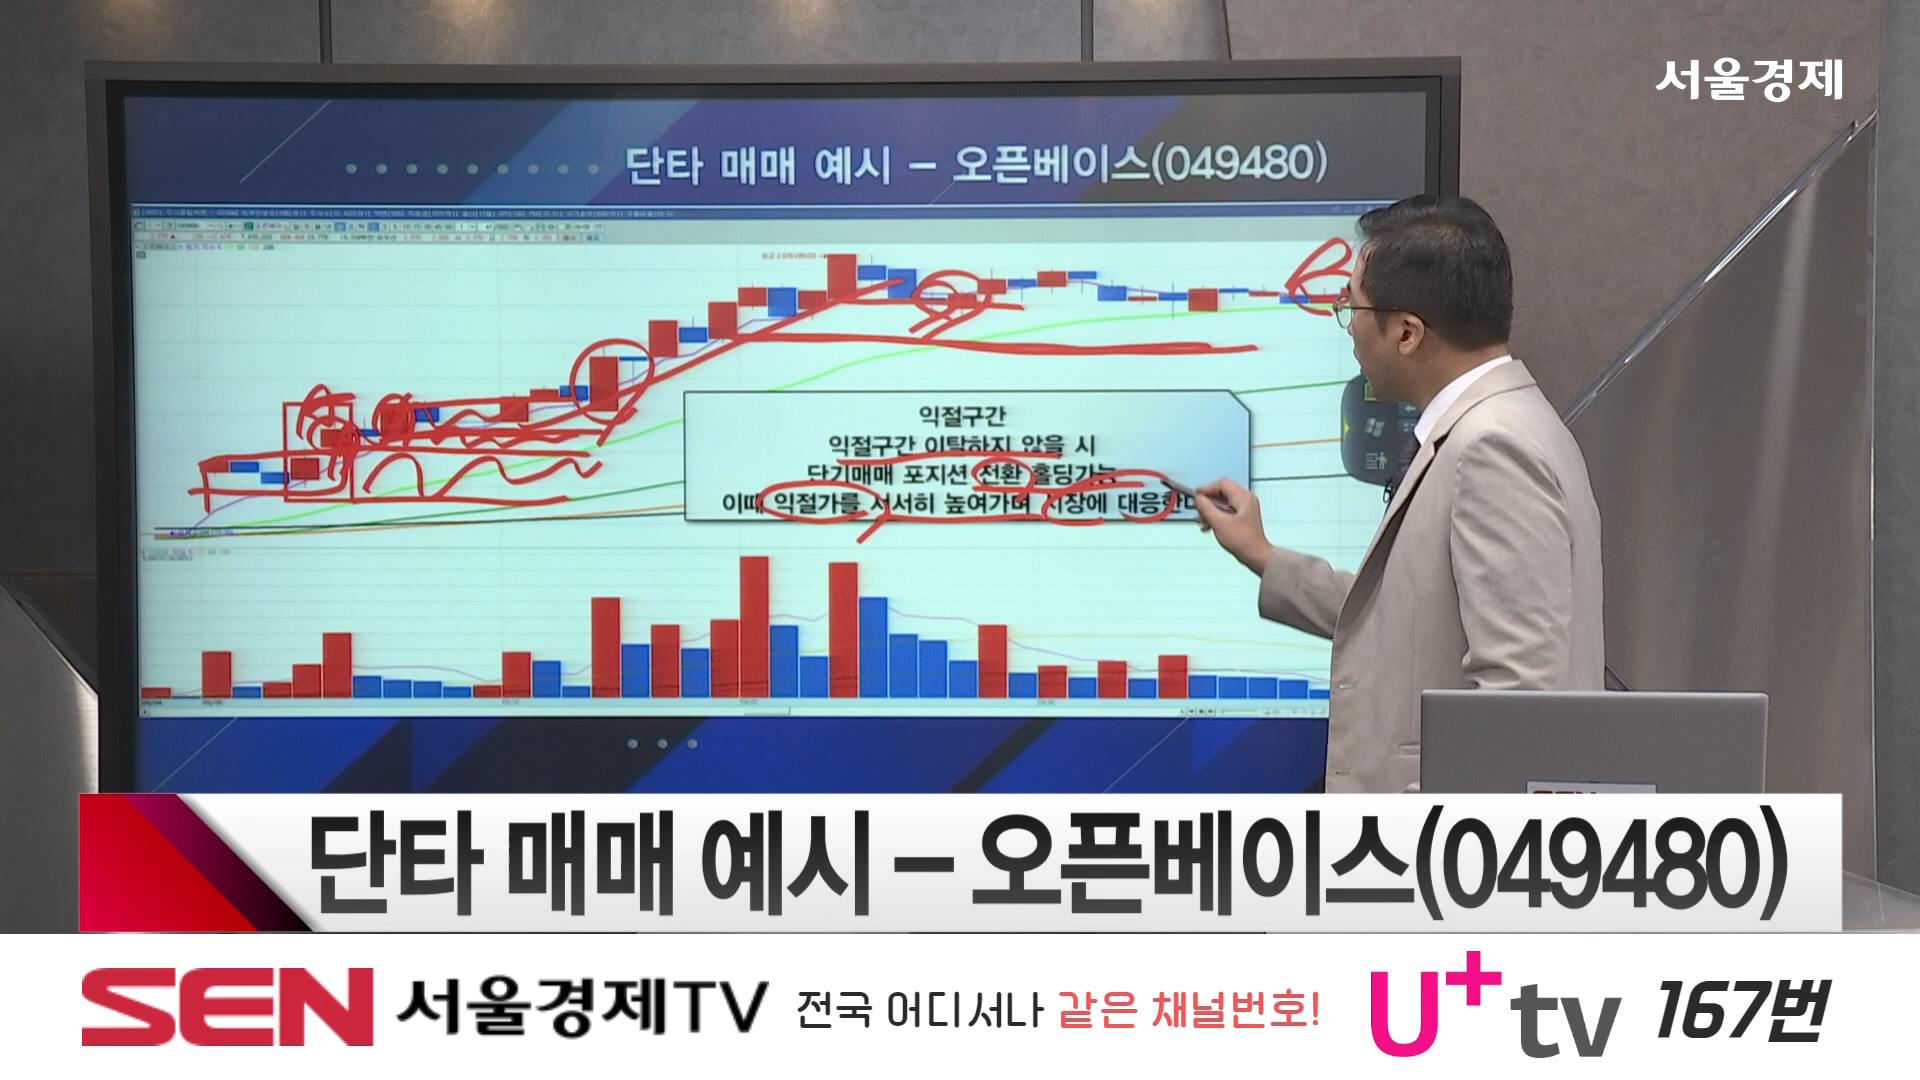 서울경제
단타 매매 예시 - 오픈베이스(049480)
익절구간
익절구간 이탈하지 않을 시
단기매매 포지션 전환 홀딩가능
이때 익절가를 서서히 높여가며 시장에 대응한다
단타 매매 예시 - 오픈베이스(049480)
SEN 서울경제TV 전국 어디서나 같은 채널번호! U+tv 167번